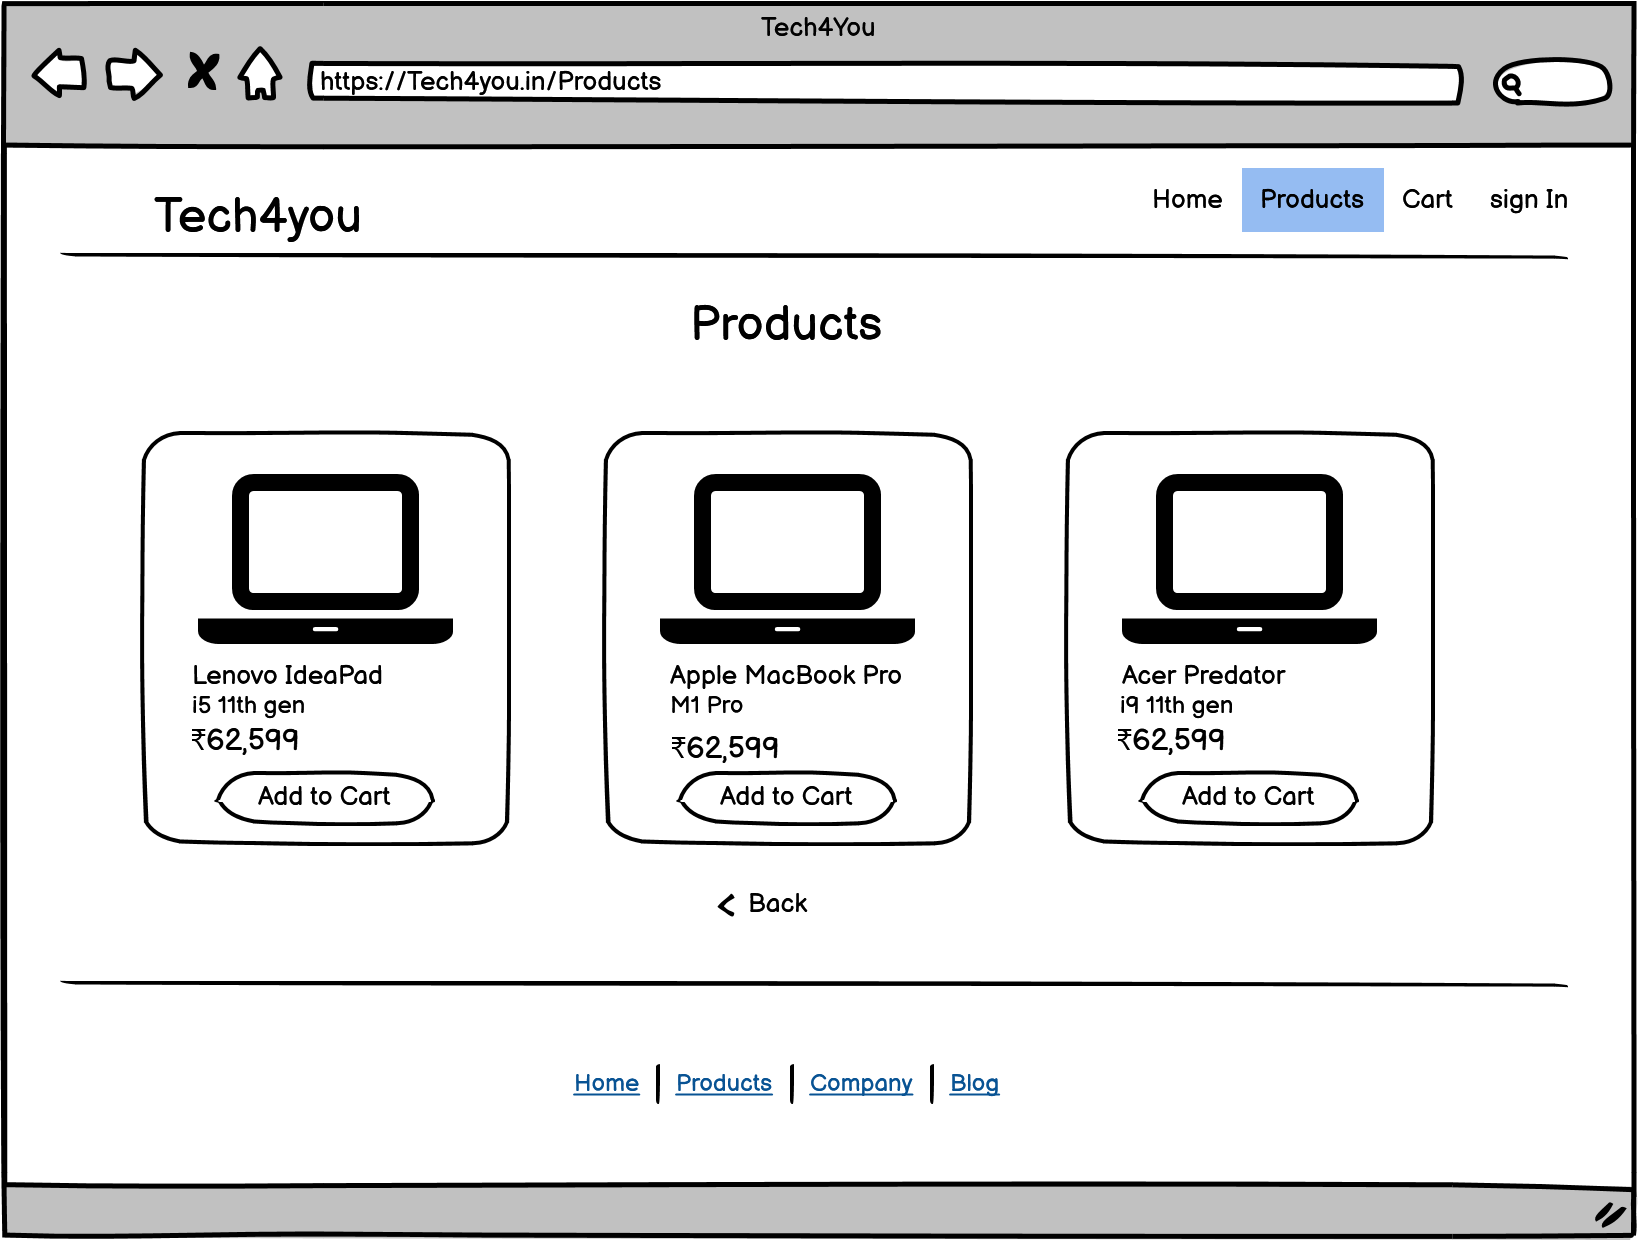 Tech4You
https://Tech4you.in/Products
Tech4you
Home Products Cart sign In
Products
Lenovo IdeaPad
i5 11th gen
₹62,599
Add to Cart
Apple MacBook Pro
M1 Pro
₹62,599
Add to Cart
Acer Predator
i9 11th gen
₹62,599
Add to Cart
Back
Home Products Company Blog